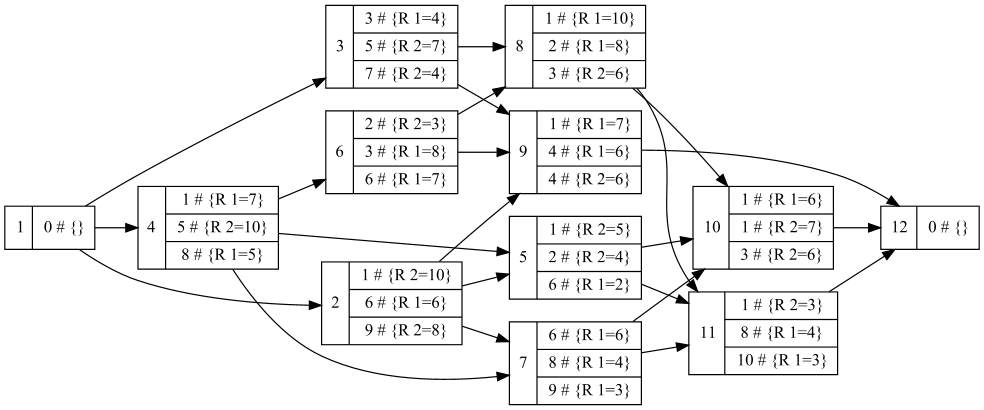 1
0 # {}
3
3 # {R 1=4}
5 # {R 2=7}
7 # {R 2=4}
8
1 # {R 1=10}
2 # {R 1=8}
3 # {R 2=6}
6
2 # {R 2=3}
3 # {R 1=8}
6 # {R 1=7}
9
1 # {R 1=7}
4 # {R 1=6}
4 # {R 2=6}
4
1 # {R 1=7}
5 # {R 2=10}
8 # {R 1=5}
2
1 # {R 2=10}
6 # {R 1=6}
9 # {R 2=8}
5
1 # {R 2=5}
2 # {R 2=4}
6 # {R 1=2}
7
6 # {R 1=6}
8 # {R 1=4}
9 # {R 1=3}
10
1 # {R 1=6}
1 # {R 2=7}
3 # {R 2=6}
11
1 # {R 2=3}
8 # {R 1=4}
10 # {R 1=3}
12
0 # {}